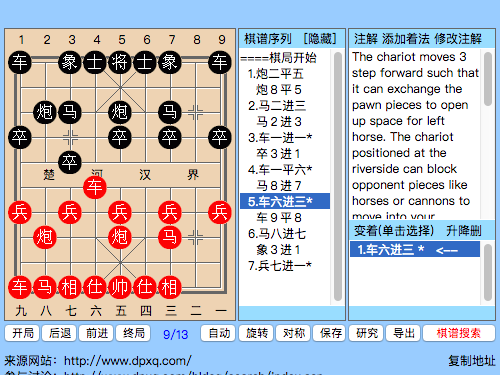 1 2 3 4 5 6 7 8 9
车 象 士 将 士 象 车
炮 马 炮 马
卒 卒 卒 卒
卒
楚 河 汉 界
车
兵 兵 兵 兵 兵
炮 炮 马
车 马 相 仕 帅 仕 相
九 八 七 六 五 四 三 二 一
棋谱序列 [隐藏]
====棋局开始
1.炮二平五
炮８平５
2.马二进三
马２进３
3.车一进一*
卒３进１
4.车一平六*
马８进７
5.车六进三*
车９平８
6.马八进七
象３进１
7.兵七进一*
注解 添加着法 修改注解
The chariot moves 3
step forward such that
it can exchange the
pawn pieces to open
up space for left
horse. The chariot
positioned at the
riverside can block
opponent pieces like
horses or cannons to
move into your
变着(单击选择) 升降删
1.车六进三 * <--
开局 后退 前进 终局 9/13 自动 旋转 对称 保存 研究 导出 棋谱搜索
来源网站: http://www.dpxq.com/ 复制地址